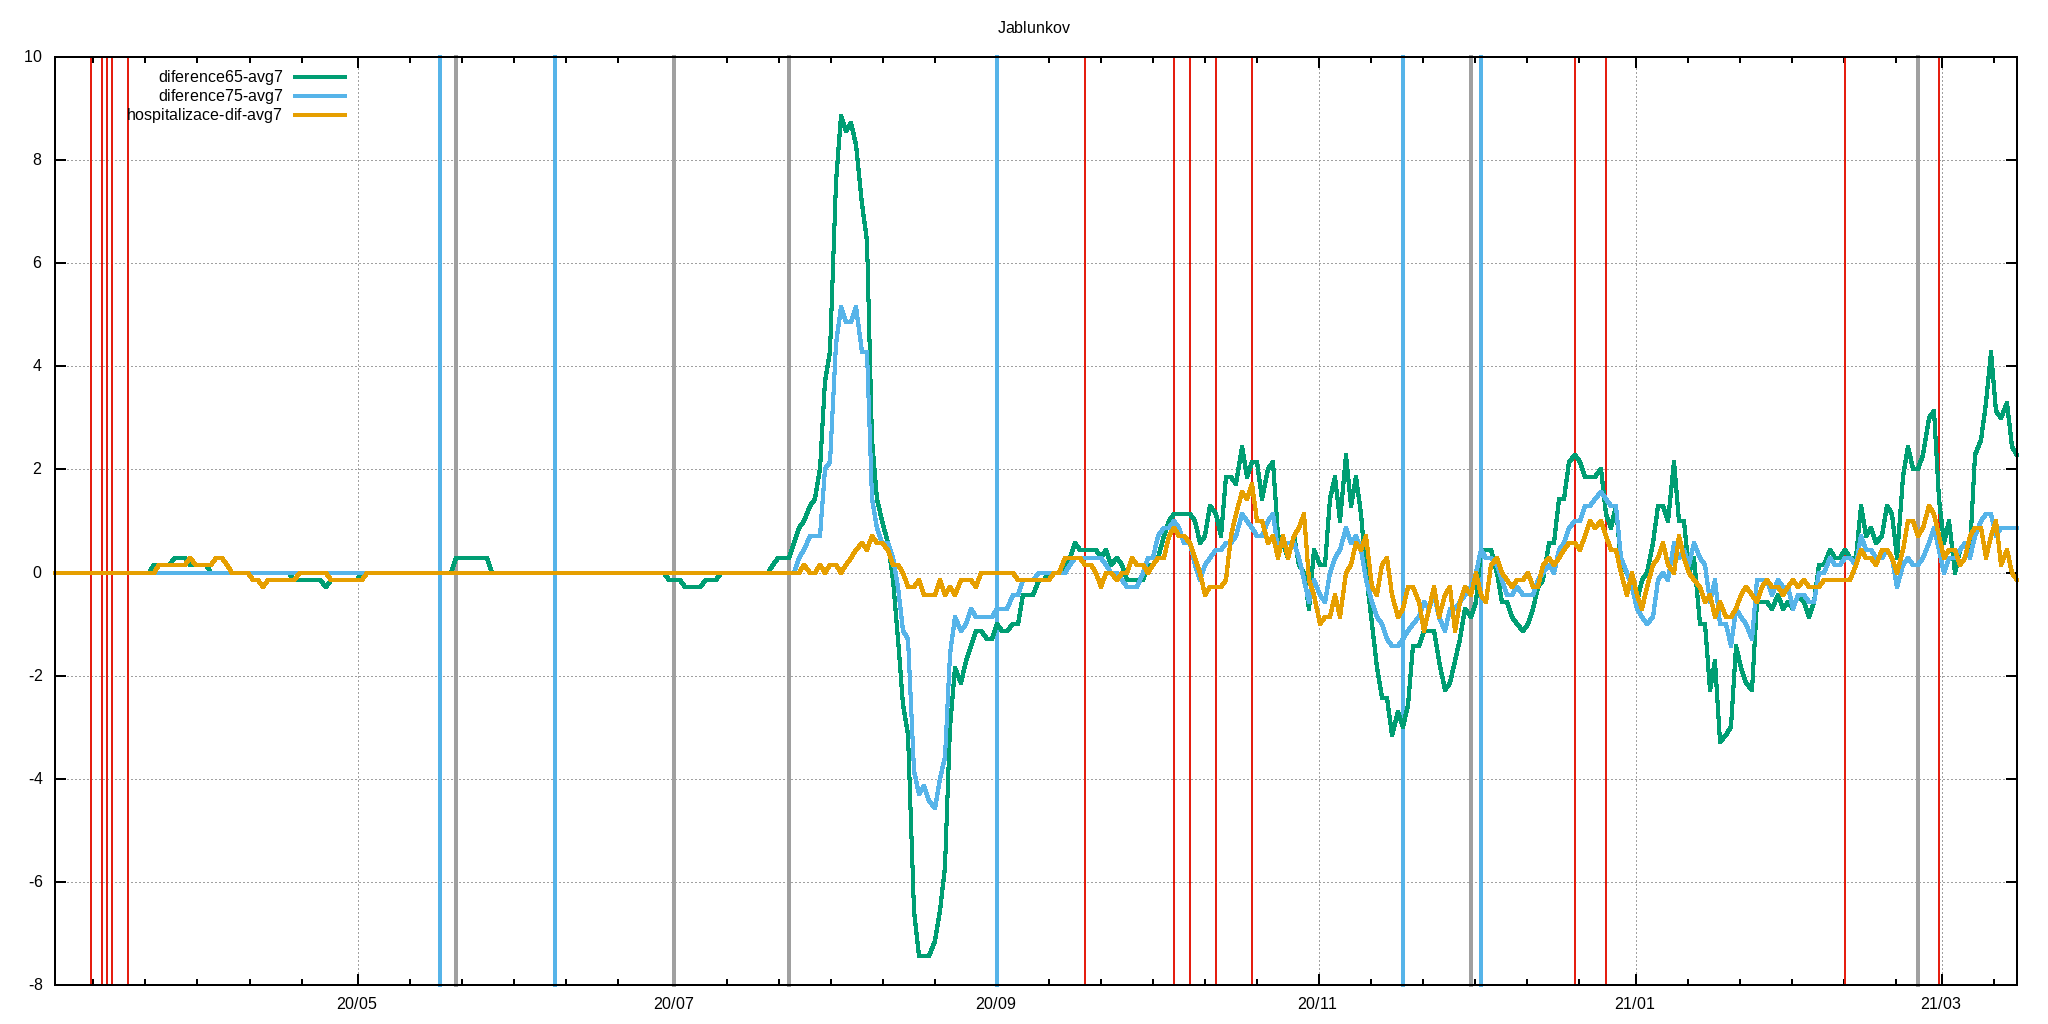 Jablunkov
diference65-avg7
diference75-avg7
hospitalizace-dif-avg7
10
8
6
4
2
0
-2
-4
-6
-8
20/05 20/07 20/09 20/11 21/01 21/03